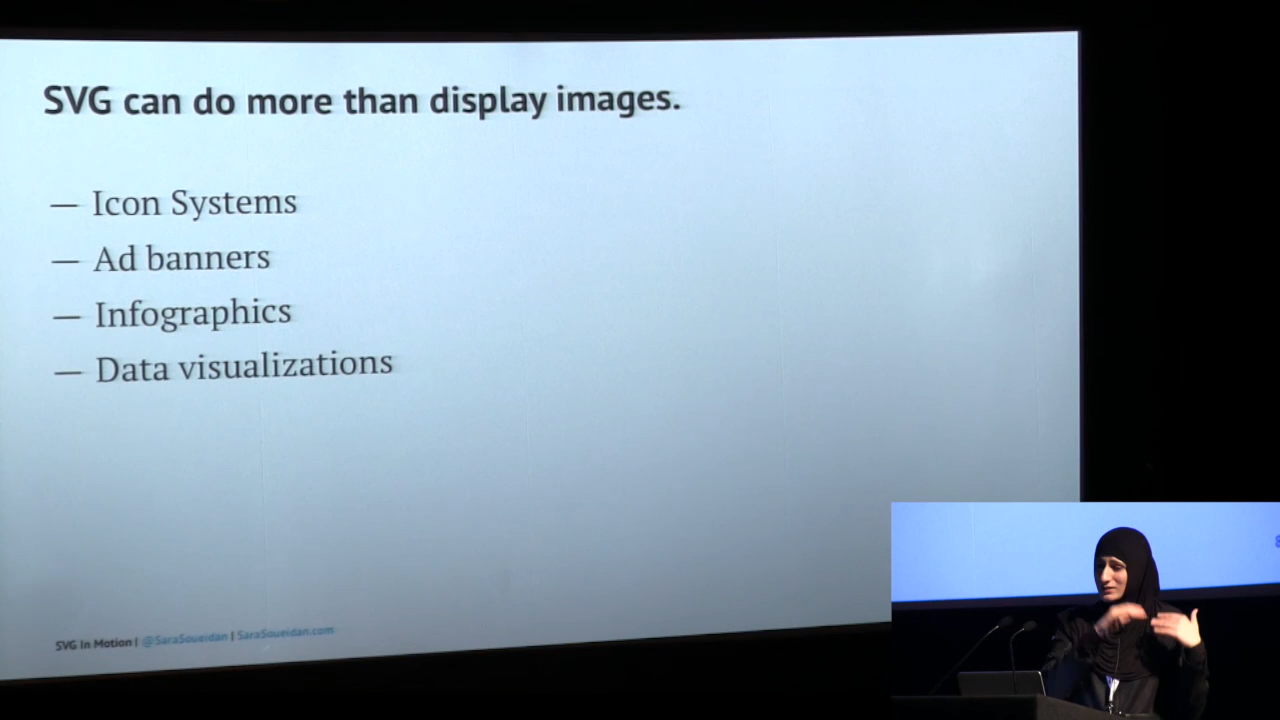 SVG can do more than display images.
— Icon Systems
— Ad banners
— Infographics
— Data visualizations
SVG In Motion | @SaraSoueidan | SaraSoueidan.com